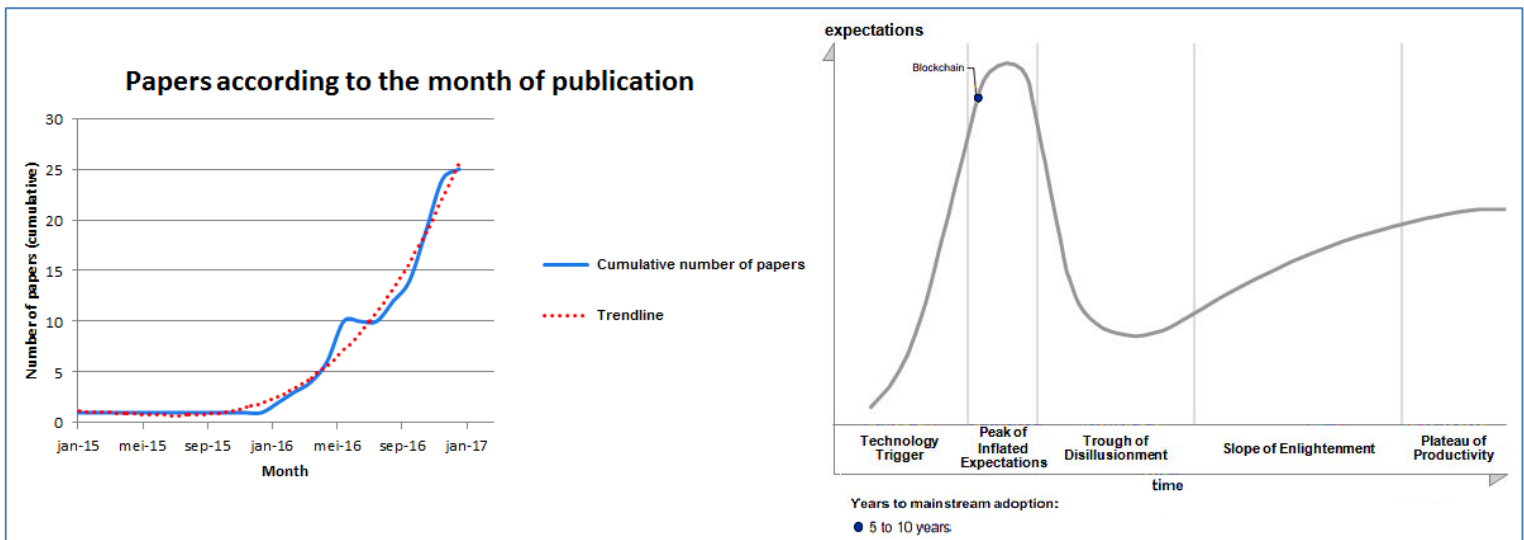 Papers according to the month of publication
Number of papers (cumulative)
30
25
20
15
10
5
0
jan-15 mei-15 sep-15 jan-16 mei-16 sep-16 jan-17
Month
Cumulative number of papers
Trendline
expectations
Blockchain
Technology
Trigger
Peak of
Inflated
Expectations
Trough of
Disillusionment
Slope of Enlightenment
Plateau of
Productivity
time
Years to mainstream adoption:
5 to 10 years